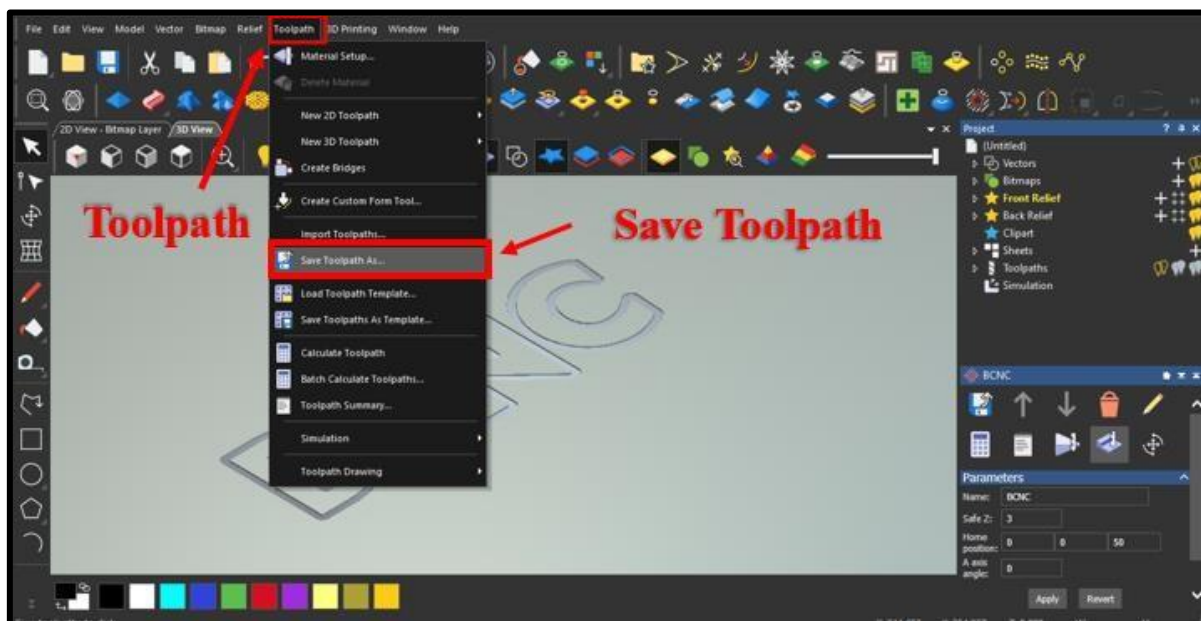 File Edit View Model Vector Bitmap Relief Toolpath 3D Printing Window Help
Material Setup...
Delete Material
New 2D Toolpath
New 3D Toolpath
Create Bridges
Create Custom Form Tool...
Import Toolpaths...
Save Toolpath As...
Load Toolpath Template...
Save Toolpaths As Template...
Calculate Toolpath
Batch Calculate Toolpaths...
Toolpath Summary...
Simulation
Toolpath Drawing
2D View - Bitmap Layer 3D View
Toolpath
Save Toolpath
Project
(Untitled)
Vectors
Bitmaps
Front Relief
Back Relief
Clipart
Sheets
Toolpaths
Simulation
BCNC
Parameters
Name: BCNC
Safe Z: 3
Home position: 0 0 50
A axis angle: 0
Apply Revert